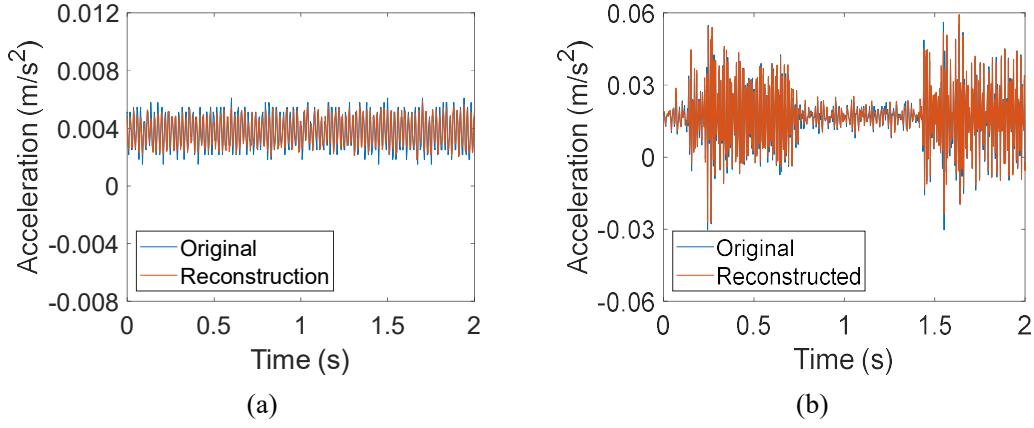 0.012
0.008
0.004
0
-0.004
-0.008
Acceleration (m/s²)
Original
Reconstruction
0 0.5 1 1.5 2
Time (s)
(a)
0.06
0.03
0
-0.03
-0.06
Acceleration (m/s²)
Original
Reconstructed
0 0.5 1 1.5 2
Time (s)
(b)